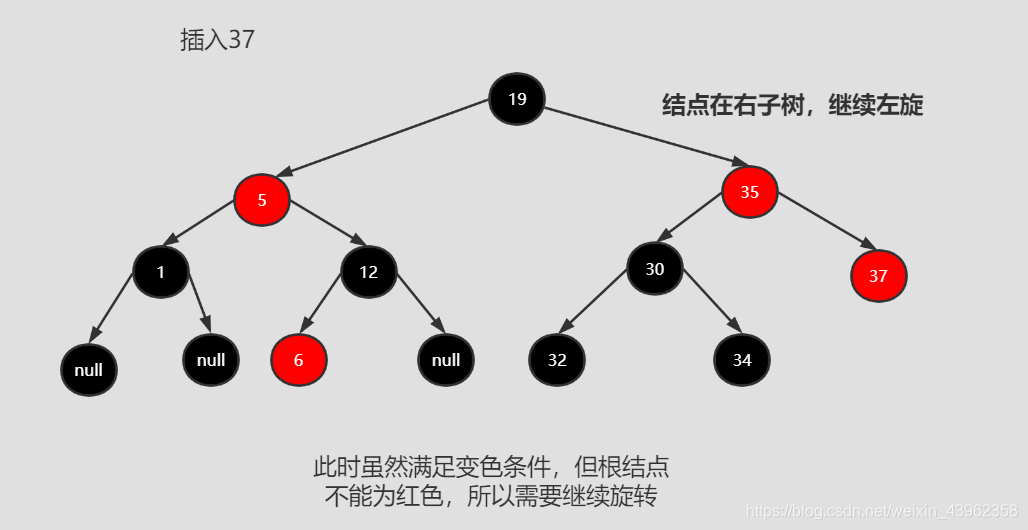 插入37
19
结点在右子树，继续左旋
5
35
1
12
30
37
null
null
6
null
32
34
此时虽然满足变色条件，但根结点
不能为红色，所以需要继续旋转
https://blog.csdn.net/weixin_43962358